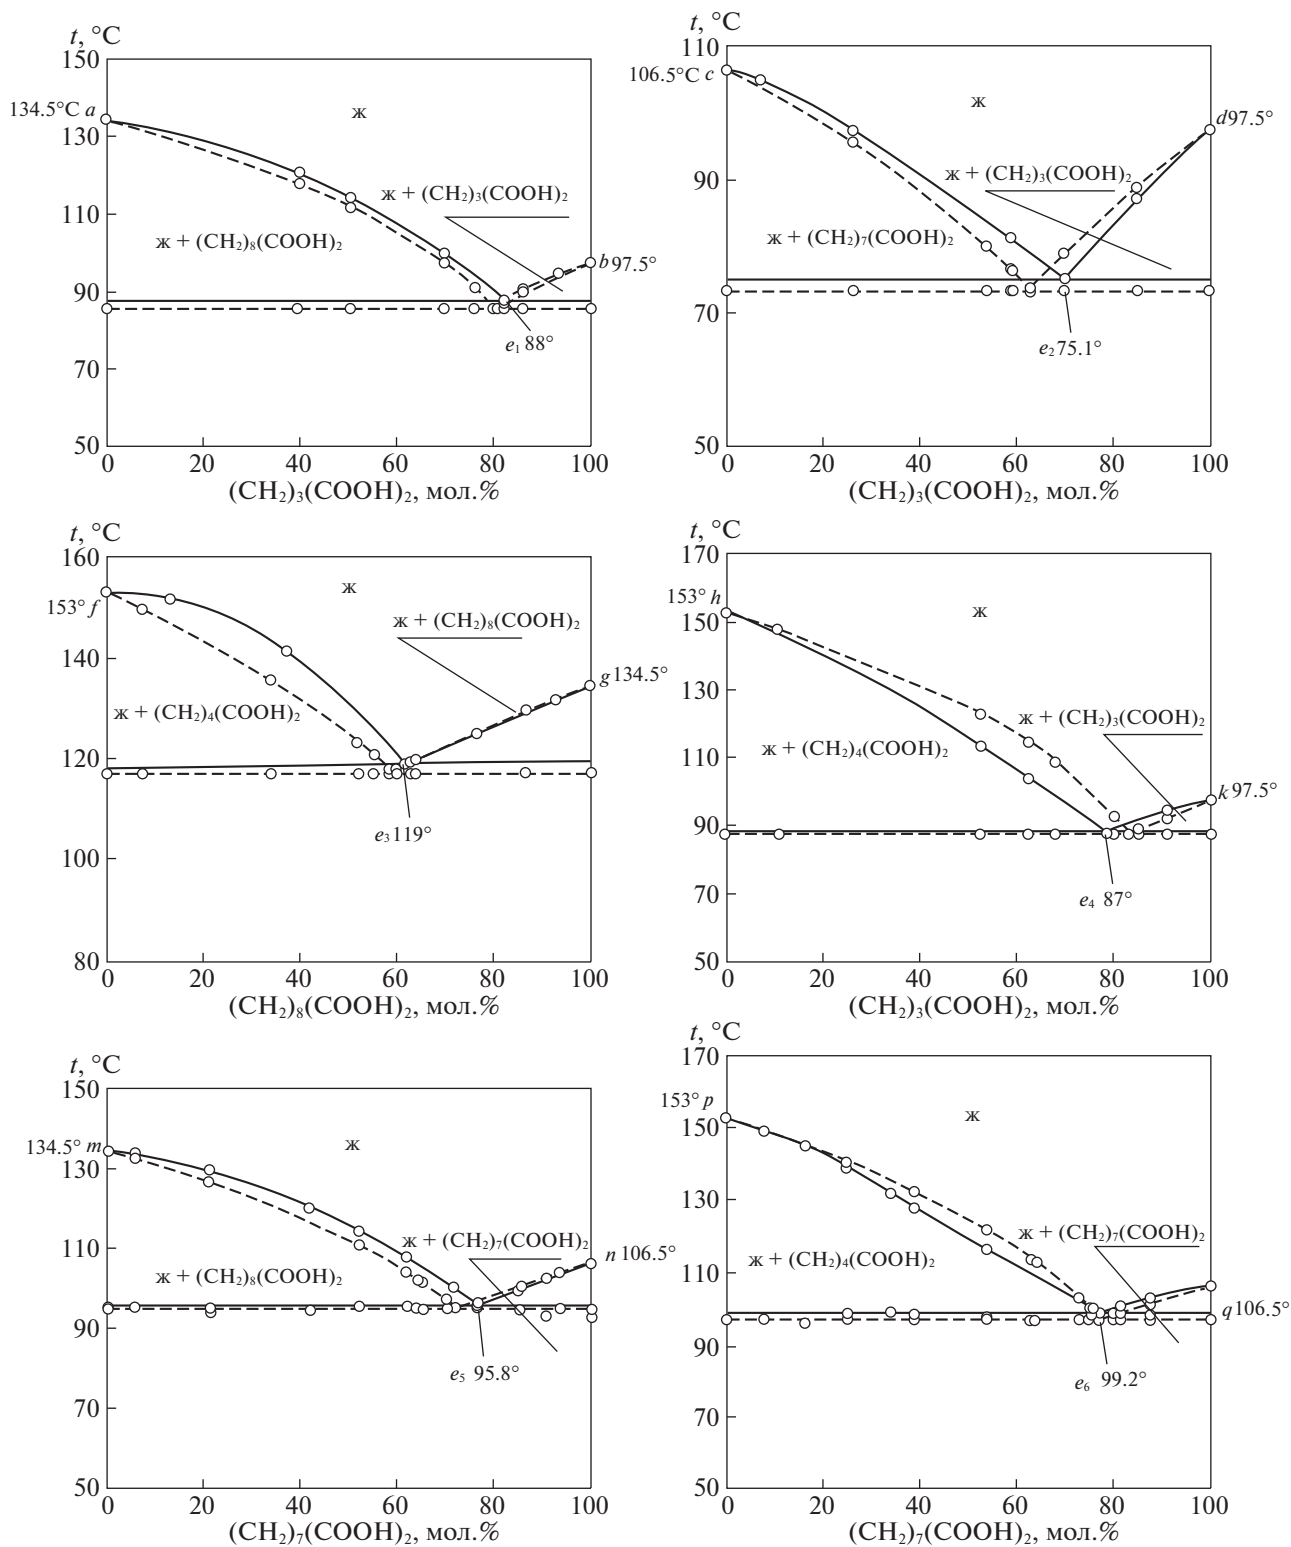 t, °C
150
134.5°C a
130
110
90
70
50
ж
ж + (CH₂)₃(COOH)₂
ж + (CH₂)₈(COOH)₂
b 97.5°
e₁ 88°
0 20 40 60 80 100
(CH₂)₃(COOH)₂, мол.%
t, °C
110
106.5°C c
90
70
50
ж
d 97.5°
ж + (CH₂)₃(COOH)₂
ж + (CH₂)₇(COOH)₂
e₂ 75.1°
0 20 40 60 80 100
(CH₂)₃(COOH)₂, мол.%
t, °C
160
153° f
140
120
100
80
ж
ж + (CH₂)₈(COOH)₂
g 134.5°
ж + (CH₂)₄(COOH)₂
e₃ 119°
0 20 40 60 80 100
(CH₂)₈(COOH)₂, мол.%
t, °C
170
153° h
150
130
110
90
70
50
ж
ж + (CH₂)₃(COOH)₂
ж + (CH₂)₄(COOH)₂
k 97.5°
e₄ 87°
0 20 40 60 80 100
(CH₂)₃(COOH)₂, мол.%
t, °C
150
134.5° m
130
110
90
70
50
ж
ж + (CH₂)₇(COOH)₂
n 106.5°
ж + (CH₂)₈(COOH)₂
e₅ 95.8°
0 20 40 60 80 100
(CH₂)₇(COOH)₂, мол.%
t, °C
170
153° p
150
130
110
90
70
50
ж
ж + (CH₂)₇(COOH)₂
ж + (CH₂)₄(COOH)₂
q 106.5°
e₆ 99.2°
0 20 40 60 80 100
(CH₂)₇(COOH)₂, мол.%